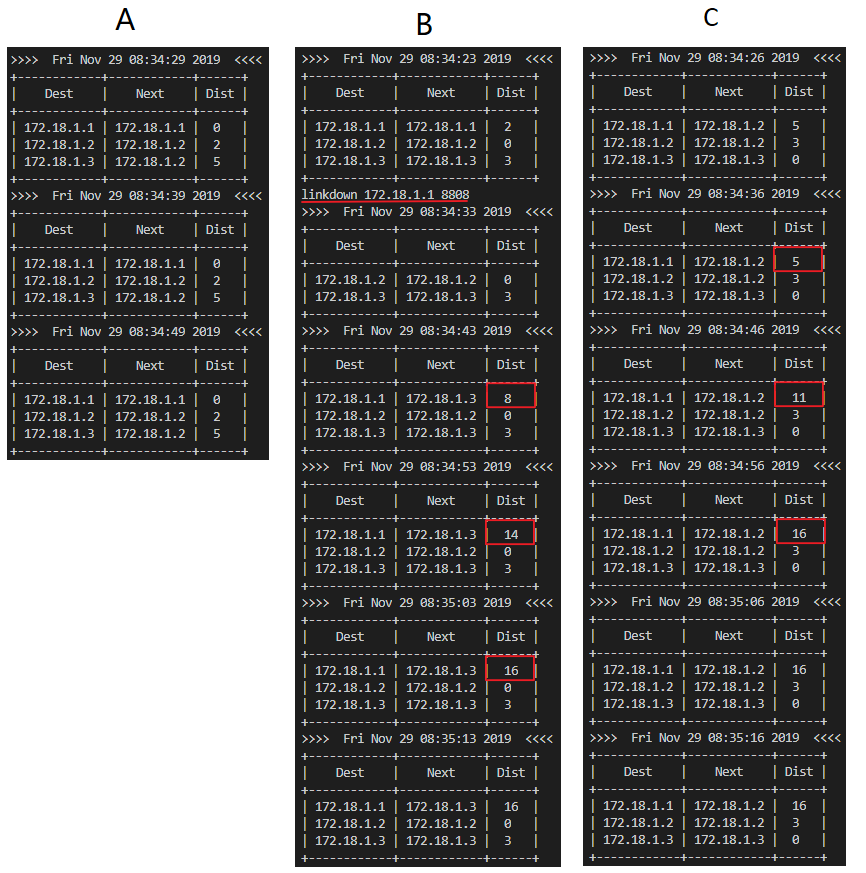 A
>>>> Fri Nov 29 08:34:29 2019 <<<<
+------------+------------+------+
| Dest | Next | Dist |
+------------+------------+------+
| 172.18.1.1 | 172.18.1.1 | 0 |
| 172.18.1.2 | 172.18.1.2 | 2 |
| 172.18.1.3 | 172.18.1.2 | 5 |
+------------+------------+------+
>>>> Fri Nov 29 08:34:39 2019 <<<<
+------------+------------+------+
| Dest | Next | Dist |
+------------+------------+------+
| 172.18.1.1 | 172.18.1.1 | 0 |
| 172.18.1.2 | 172.18.1.2 | 2 |
| 172.18.1.3 | 172.18.1.2 | 5 |
+------------+------------+------+
>>>> Fri Nov 29 08:34:49 2019 <<<<
+------------+------------+------+
| Dest | Next | Dist |
+------------+------------+------+
| 172.18.1.1 | 172.18.1.1 | 0 |
| 172.18.1.2 | 172.18.1.2 | 2 |
| 172.18.1.3 | 172.18.1.2 | 5 |
+------------+------------+------+
B
>>>> Fri Nov 29 08:34:23 2019 <<<<
+------------+------------+------+
| Dest | Next | Dist |
+------------+------------+------+
| 172.18.1.1 | 172.18.1.1 | 2 |
| 172.18.1.2 | 172.18.1.2 | 0 |
| 172.18.1.3 | 172.18.1.3 | 3 |
+------------+------------+------+
linkdown 172.18.1.1 8808
>>>> Fri Nov 29 08:34:33 2019 <<<<
+------------+------------+------+
| Dest | Next | Dist |
+------------+------------+------+
| 172.18.1.2 | 172.18.1.2 | 0 |
| 172.18.1.3 | 172.18.1.3 | 3 |
+------------+------------+------+
>>>> Fri Nov 29 08:34:43 2019 <<<<
+------------+------------+------+
| Dest | Next | Dist |
+------------+------------+------+
| 172.18.1.1 | 172.18.1.3 | 8 |
| 172.18.1.2 | 172.18.1.2 | 0 |
| 172.18.1.3 | 172.18.1.3 | 3 |
+------------+------------+------+
>>>> Fri Nov 29 08:34:53 2019 <<<<
+------------+------------+------+
| Dest | Next | Dist |
+------------+------------+------+
| 172.18.1.1 | 172.18.1.3 | 14 |
| 172.18.1.2 | 172.18.1.2 | 0 |
| 172.18.1.3 | 172.18.1.3 | 3 |
+------------+------------+------+
>>>> Fri Nov 29 08:35:03 2019 <<<<
+------------+------------+------+
| Dest | Next | Dist |
+------------+------------+------+
| 172.18.1.1 | 172.18.1.3 | 16 |
| 172.18.1.2 | 172.18.1.2 | 0 |
| 172.18.1.3 | 172.18.1.3 | 3 |
+------------+------------+------+
>>>> Fri Nov 29 08:35:13 2019 <<<<
+------------+------------+------+
| Dest | Next | Dist |
+------------+------------+------+
| 172.18.1.1 | 172.18.1.3 | 16 |
| 172.18.1.2 | 172.18.1.2 | 0 |
| 172.18.1.3 | 172.18.1.3 | 3 |
+------------+------------+------+
C
>>>> Fri Nov 29 08:34:26 2019 <<<<
+------------+------------+------+
| Dest | Next | Dist |
+------------+------------+------+
| 172.18.1.1 | 172.18.1.2 | 5 |
| 172.18.1.2 | 172.18.1.2 | 3 |
| 172.18.1.3 | 172.18.1.3 | 0 |
+------------+------------+------+
>>>> Fri Nov 29 08:34:36 2019 <<<<
+------------+------------+------+
| Dest | Next | Dist |
+------------+------------+------+
| 172.18.1.1 | 172.18.1.2 | 5 |
| 172.18.1.2 | 172.18.1.2 | 3 |
| 172.18.1.3 | 172.18.1.3 | 0 |
+------------+------------+------+
>>>> Fri Nov 29 08:34:46 2019 <<<<
+------------+------------+------+
| Dest | Next | Dist |
+------------+------------+------+
| 172.18.1.1 | 172.18.1.2 | 11 |
| 172.18.1.2 | 172.18.1.2 | 3 |
| 172.18.1.3 | 172.18.1.3 | 0 |
+------------+------------+------+
>>>> Fri Nov 29 08:34:56 2019 <<<<
+------------+------------+------+
| Dest | Next | Dist |
+------------+------------+------+
| 172.18.1.1 | 172.18.1.2 | 16 |
| 172.18.1.2 | 172.18.1.2 | 3 |
| 172.18.1.3 | 172.18.1.3 | 0 |
+------------+------------+------+
>>>> Fri Nov 29 08:35:06 2019 <<<<
+------------+------------+------+
| Dest | Next | Dist |
+------------+------------+------+
| 172.18.1.1 | 172.18.1.2 | 16 |
| 172.18.1.2 | 172.18.1.2 | 3 |
| 172.18.1.3 | 172.18.1.3 | 0 |
+------------+------------+------+
>>>> Fri Nov 29 08:35:16 2019 <<<<
+------------+------------+------+
| Dest | Next | Dist |
+------------+------------+------+
| 172.18.1.1 | 172.18.1.2 | 16 |
| 172.18.1.2 | 172.18.1.2 | 3 |
| 172.18.1.3 | 172.18.1.3 | 0 |
+------------+------------+------+